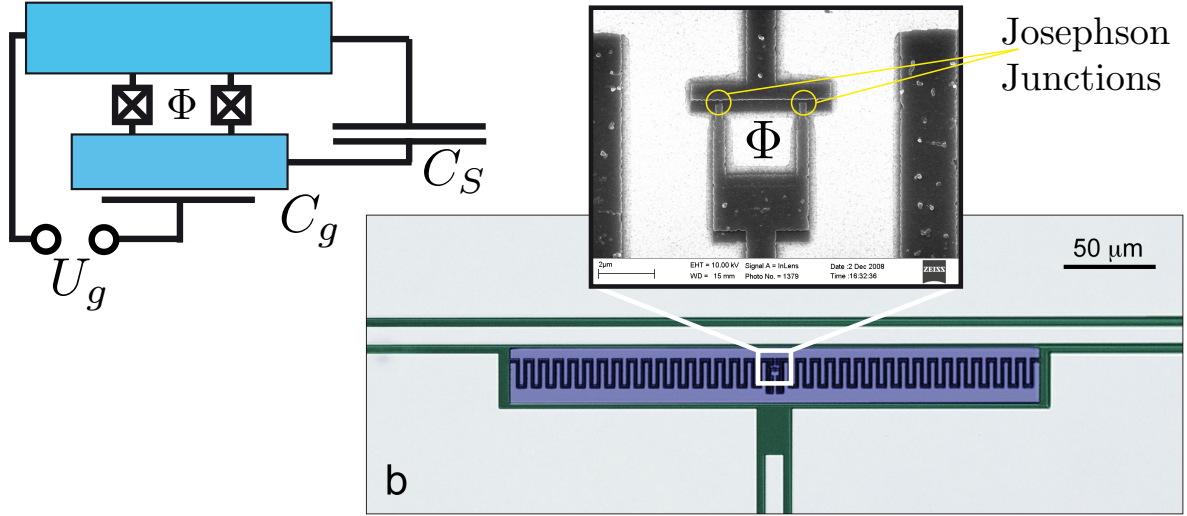 Φ
C_S
C_g
U_g
Josephson
Junctions
Φ
2µm
EHT = 10.00 kV
Signal A = InLens
Date :2 Dec 2008
WD = 15 mm
Photo No. = 1379
Time :16:32:36
ZEISS
50 µm
b